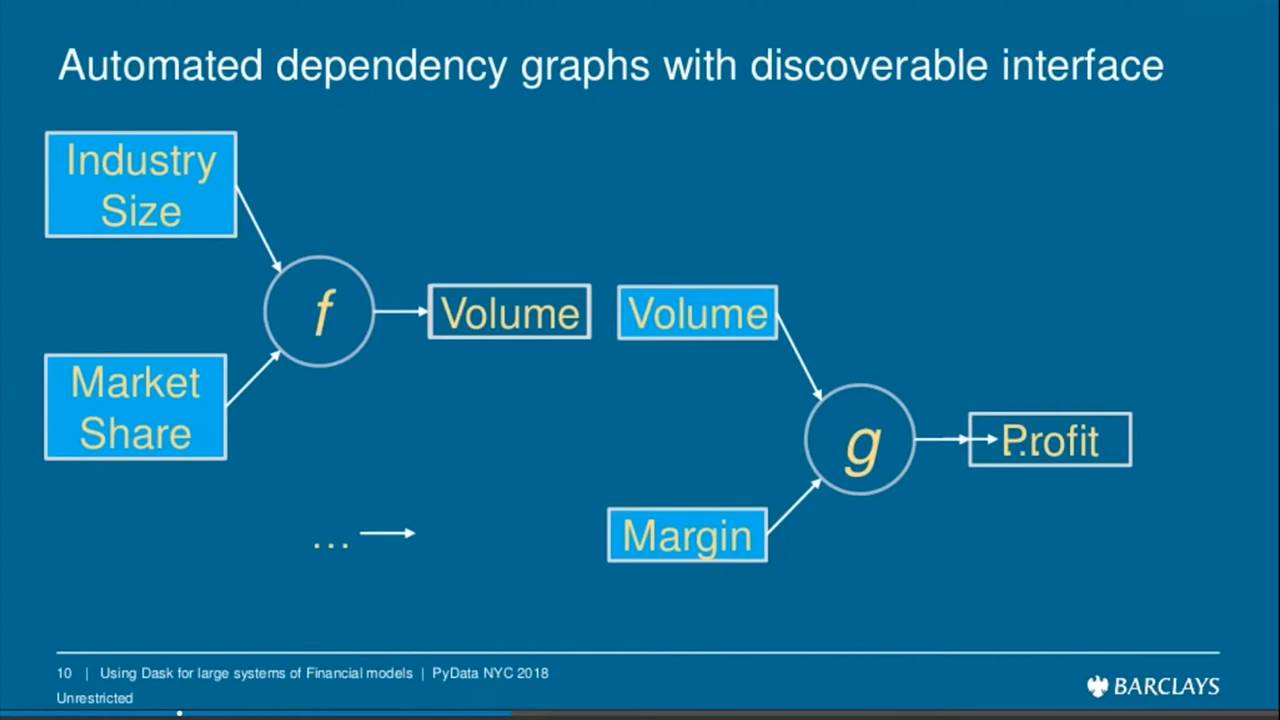 Automated dependency graphs with discoverable interface
Industry
Size
f
Volume
Volume
Market
Share
g
Profit
...
Margin
...
10 | Using Dask for large systems of Financial models | PyData NYC 2018
Unrestricted
BARCLAYS